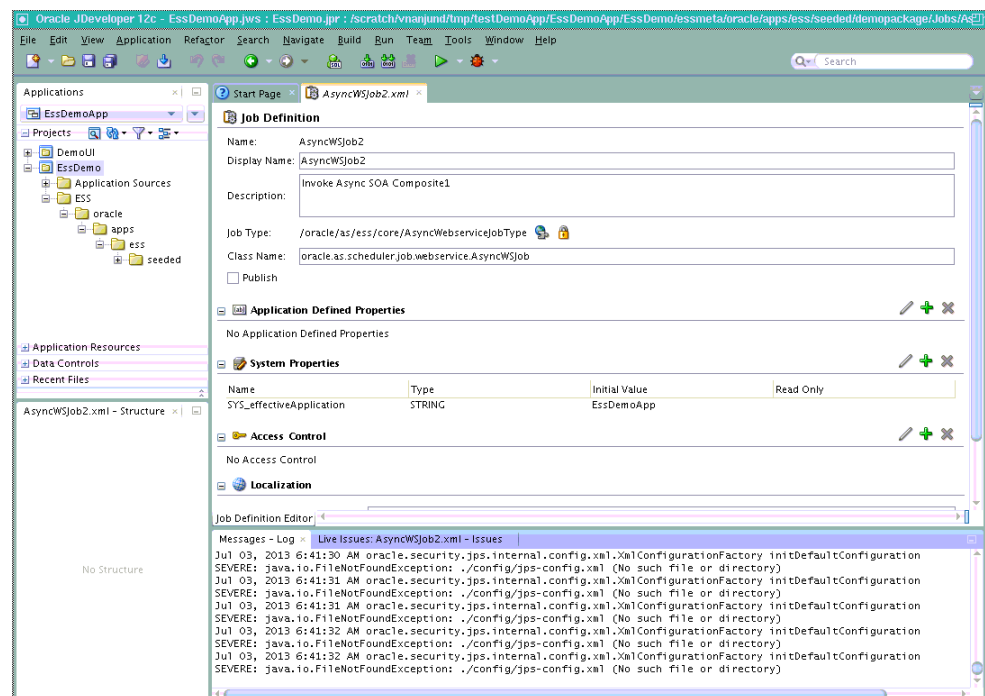 Oracle JDeveloper 12c - EssDemoApp.jws : EssDemo.jpr : /scratch/vnanjund/tmp/testDemoApp/EssDemoApp/EssDemo/essmeta/oracle/apps/ess/seeded/demopackage/Jobs/As
File Edit View Application Refactor Search Navigate Build Run Team Tools Window Help
Search
Applications
EssDemoApp
Projects
DemoUI
EssDemo
Application Sources
ESS
oracle
apps
ess
seeded
Application Resources
Data Controls
Recent Files
AsyncWSJob2.xml - Structure
No Structure
Start Page
AsyncWSJob2.xml
Job Definition
Name: AsyncWSJob2
Display Name: AsyncWSJob2
Description: Invoke Async SOA Composite1
Job Type: /oracle/as/ess/core/AsyncWebserviceJobType
Class Name: oracle.as.scheduler.job.webservice.AsyncWSJob
Publish
Application Defined Properties
No Application Defined Properties
System Properties
Name Type Initial Value Read Only
SYS_effectiveApplication STRING EssDemoApp
Access Control
No Access Control
Localization
Job Definition Editor
Messages - Log Live Issues: AsyncWSJob2.xml - Issues
Jul 03, 2013 6:41:30 AM oracle.security.jps.internal.config.xml.XmlConfigurationFactory initDefaultConfiguration
SEVERE: java.io.FileNotFoundException: ./config/jps-config.xml (No such file or directory)
Jul 03, 2013 6:41:31 AM oracle.security.jps.internal.config.xml.XmlConfigurationFactory initDefaultConfiguration
SEVERE: java.io.FileNotFoundException: ./config/jps-config.xml (No such file or directory)
Jul 03, 2013 6:41:31 AM oracle.security.jps.internal.config.xml.XmlConfigurationFactory initDefaultConfiguration
SEVERE: java.io.FileNotFoundException: ./config/jps-config.xml (No such file or directory)
Jul 03, 2013 6:41:32 AM oracle.security.jps.internal.config.xml.XmlConfigurationFactory initDefaultConfiguration
SEVERE: java.io.FileNotFoundException: ./config/jps-config.xml (No such file or directory)
Jul 03, 2013 6:41:32 AM oracle.security.jps.internal.config.xml.XmlConfigurationFactory initDefaultConfiguration
SEVERE: java.io.FileNotFoundException: ./config/jps-config.xml (No such file or directory)